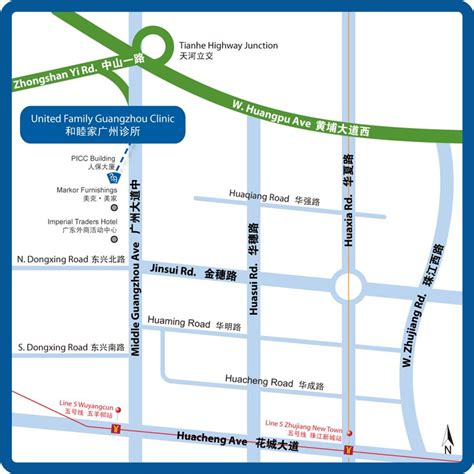 Tianhe Highway Junction
天河立交
Zhongshan Yi Rd. 中山一路
W. Huangpu Ave 黄埔大道西
United Family Guangzhou Clinic
和睦家广州诊所
PICC Building
人保大厦
Markor Furnishings
美克·美家
Imperial Traders Hotel
广东外商活动中心
Middle Guangzhou Ave 广州大道中
Huaqiang Road 华强路
Huaxia Rd. 华夏路
Huasui Rd. 华穗路
N. Dongxing Road 东兴北路
Jinsui Rd. 金穗路
W. Zhujiang Rd. 珠江西路
Huaming Road 华明路
S. Dongxing Road 东兴南路
Huacheng Road 华成路
Line 5 Wuyangcun
五号线 五羊邨站
Line 5 Zhujiang New Town
五号线 珠江新城站
Huacheng Ave 花城大道
N